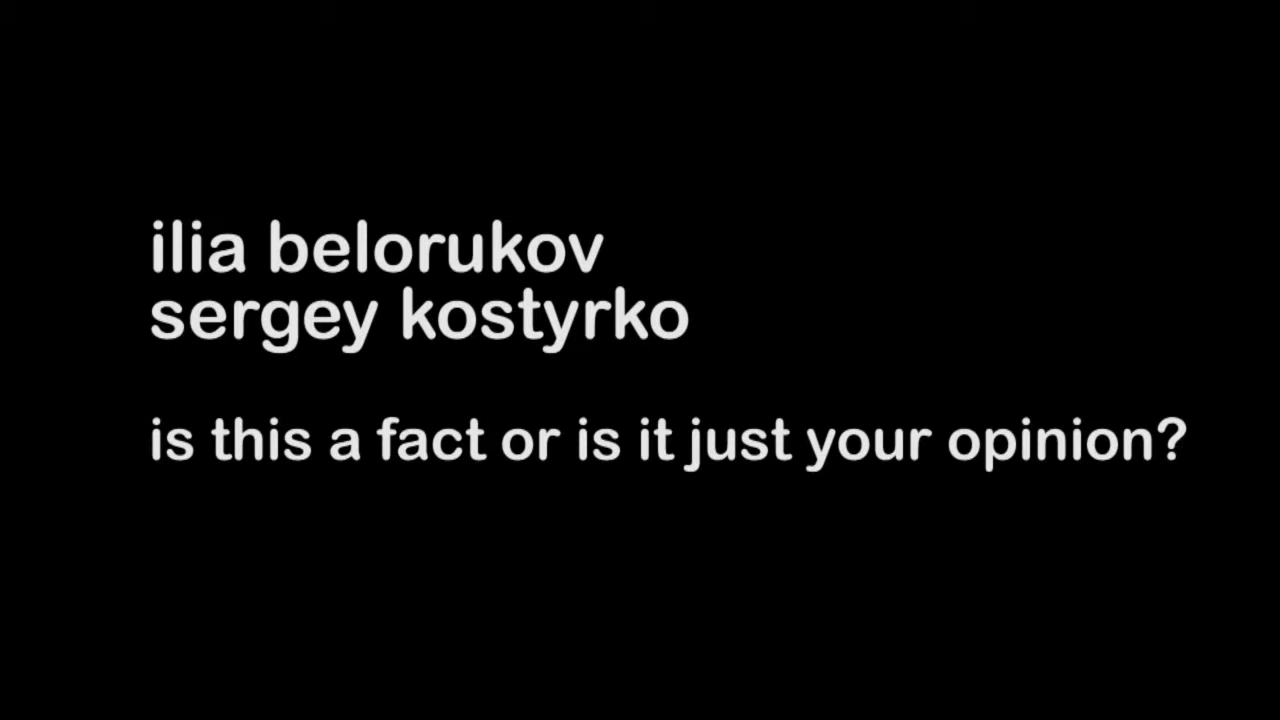 ilia belorukov
sergey kostyrko
is this a fact or is it just your opinion?